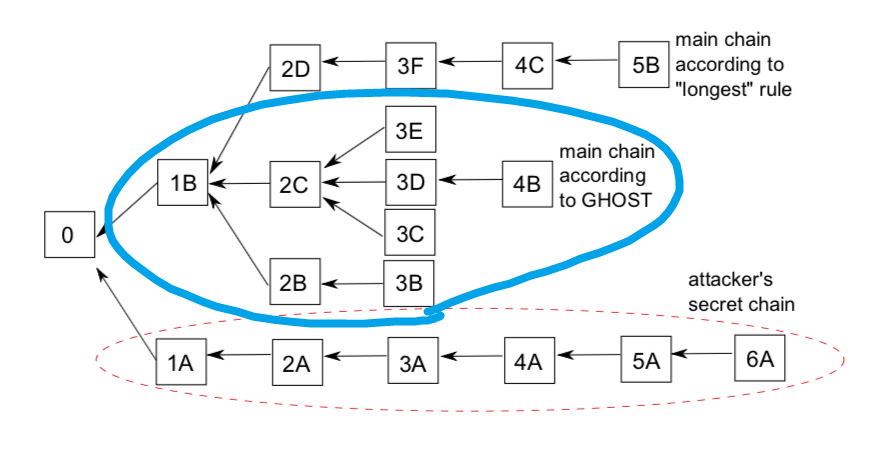 2D
3F
4C
5B
main chain
according to
"longest" rule
3E
1B
2C
3D
4B
main chain
according
to GHOST
3C
0
2B
3B
attacker's
secret chain
1A
2A
3A
4A
5A
6A